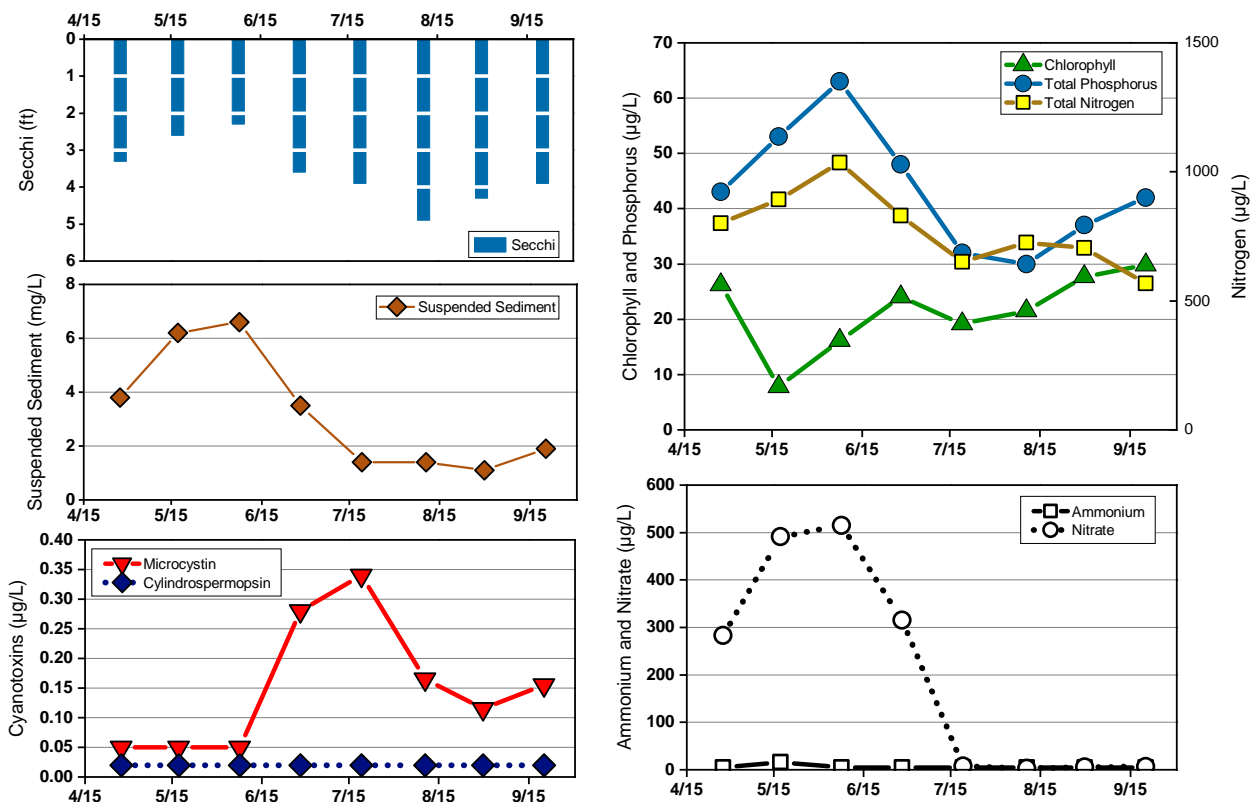 4/15 5/15 6/15 7/15 8/15 9/15
0
1
2
3
4
5
6
Secchi (ft)
Secchi
8
6
4
2
0
Suspended Sediment (mg/L)
Suspended Sediment
4/15 5/15 6/15 7/15 8/15 9/15
0.40
0.35
0.30
0.25
0.20
0.15
0.10
0.05
0.00
Cyanotoxins (µg/L)
Microcystin
Cylindrospermopsin
4/15 5/15 6/15 7/15 8/15 9/15
70
60
50
40
30
20
10
0
Chlorophyll and Phosphorus (µg/L)
Chlorophyll
Total Phosphorus
Total Nitrogen
1500
1000
500
0
Nitrogen (µg/L)
4/15 5/15 6/15 7/15 8/15 9/15
600
500
400
300
200
100
0
Ammonium and Nitrate (µg/L)
Ammonium
Nitrate
4/15 5/15 6/15 7/15 8/15 9/15